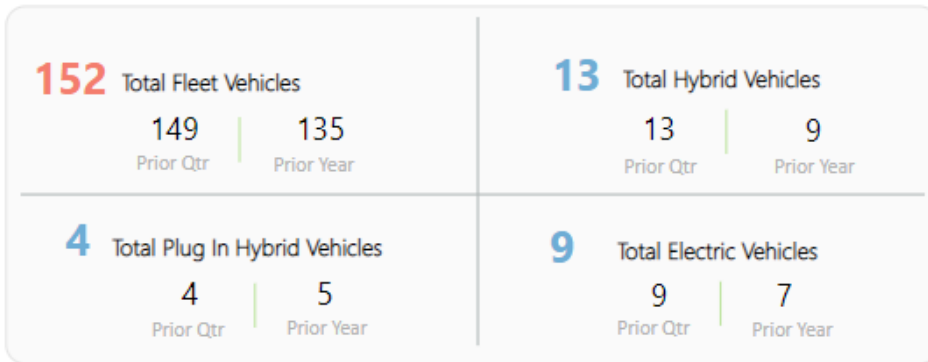 152 Total Fleet Vehicles
149 135
Prior Qtr Prior Year
13 Total Hybrid Vehicles
13 9
Prior Qtr Prior Year
4 Total Plug In Hybrid Vehicles
4 5
Prior Qtr Prior Year
9 Total Electric Vehicles
9 7
Prior Qtr Prior Year